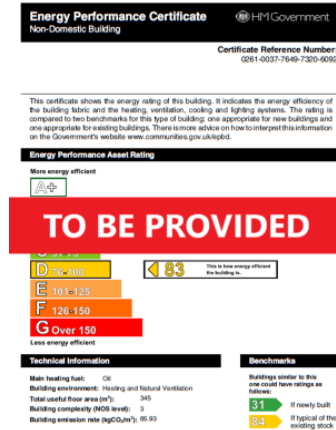 Energy Performance Certificate
HM Government
Non-Domestic Building
Certificate Reference Number:
0261-0037-7649-7320-6092
This certificate shows the energy rating of this building. It indicates the energy efficiency of
the building fabric and the heating, ventilation, cooling and lighting systems. The rating is
compared to two benchmarks for this type of building: one appropriate for new buildings and
one appropriate for existing buildings. There is more advice on how to interpret this information
on the Government's website www.communities.gov.uk/epbd.
Energy Performance Asset Rating
More energy efficient
A+
TO BE PROVIDED
D 76-100
83
This is how energy efficient
the building is.
E 101-125
F 126-150
G Over 150
Less energy efficient
Technical Information
Benchmarks
Main heating fuel: Oil
Building environment: Heating and Natural Ventilation
Total useful floor area (m²): 345
Building complexity (NOS level): 3
Building emission rate (kgCO₂/m²): 65.93
Buildings similar to this
one could have ratings as
follows:
31 If newly built
84 If typical of the
existing stock